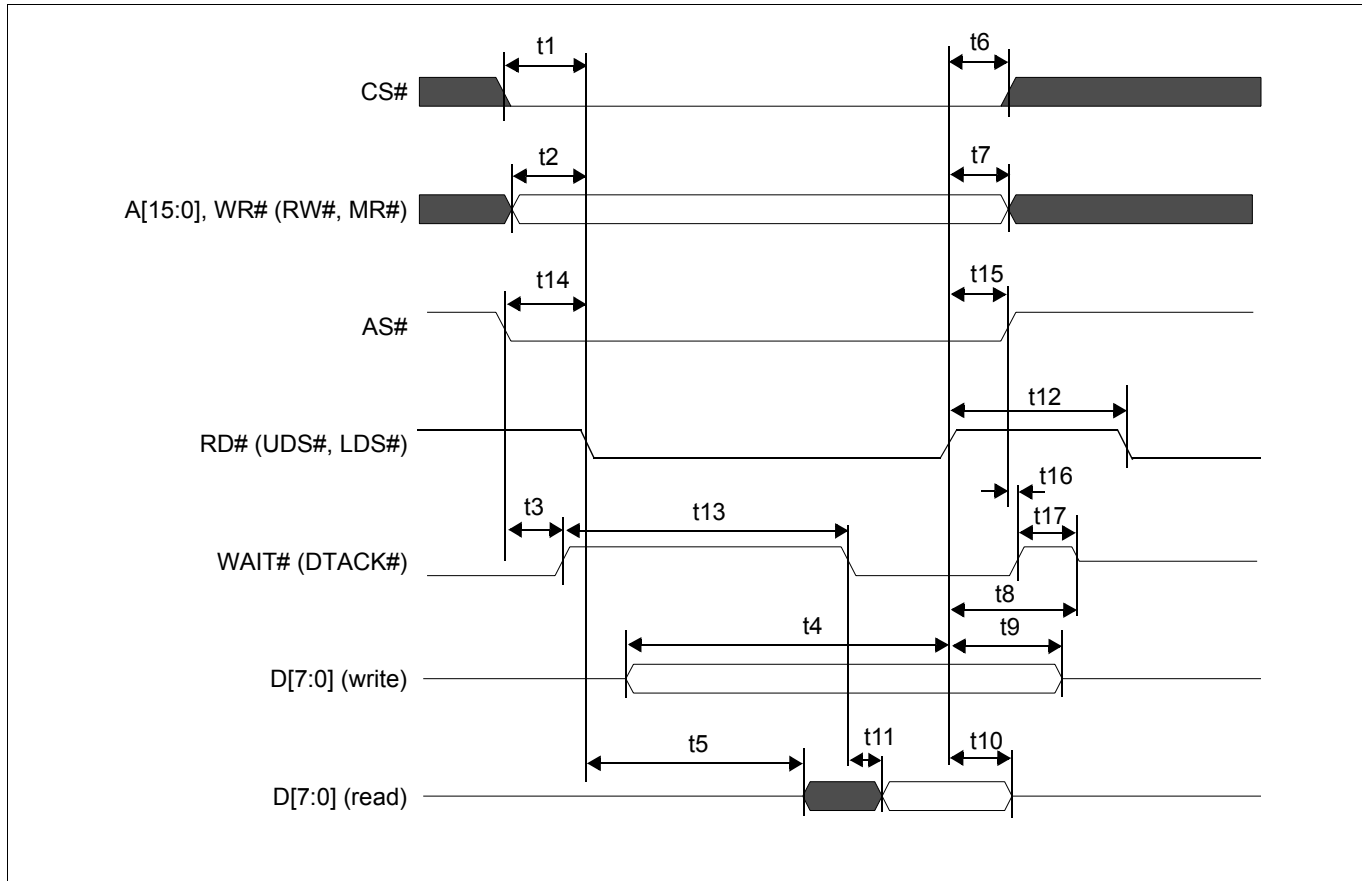 t1 t6
CS#
t2 t7
A[15:0], WR# (RW#, MR#)
t14 t15
AS#
t12
RD# (UDS#, LDS#)
t16
t3 t13 t17
WAIT# (DTACK#)
t8
t4 t9
D[7:0] (write)
t5 t11 t10
D[7:0] (read)